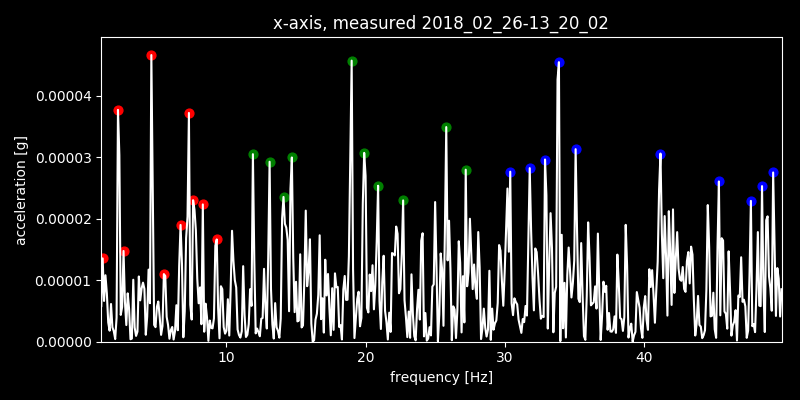 x-axis, measured 2018_02_26-13_20_02
acceleration [g]
0.00004
0.00003
0.00002
0.00001
0.00000
10 20 30 40
frequency [Hz]